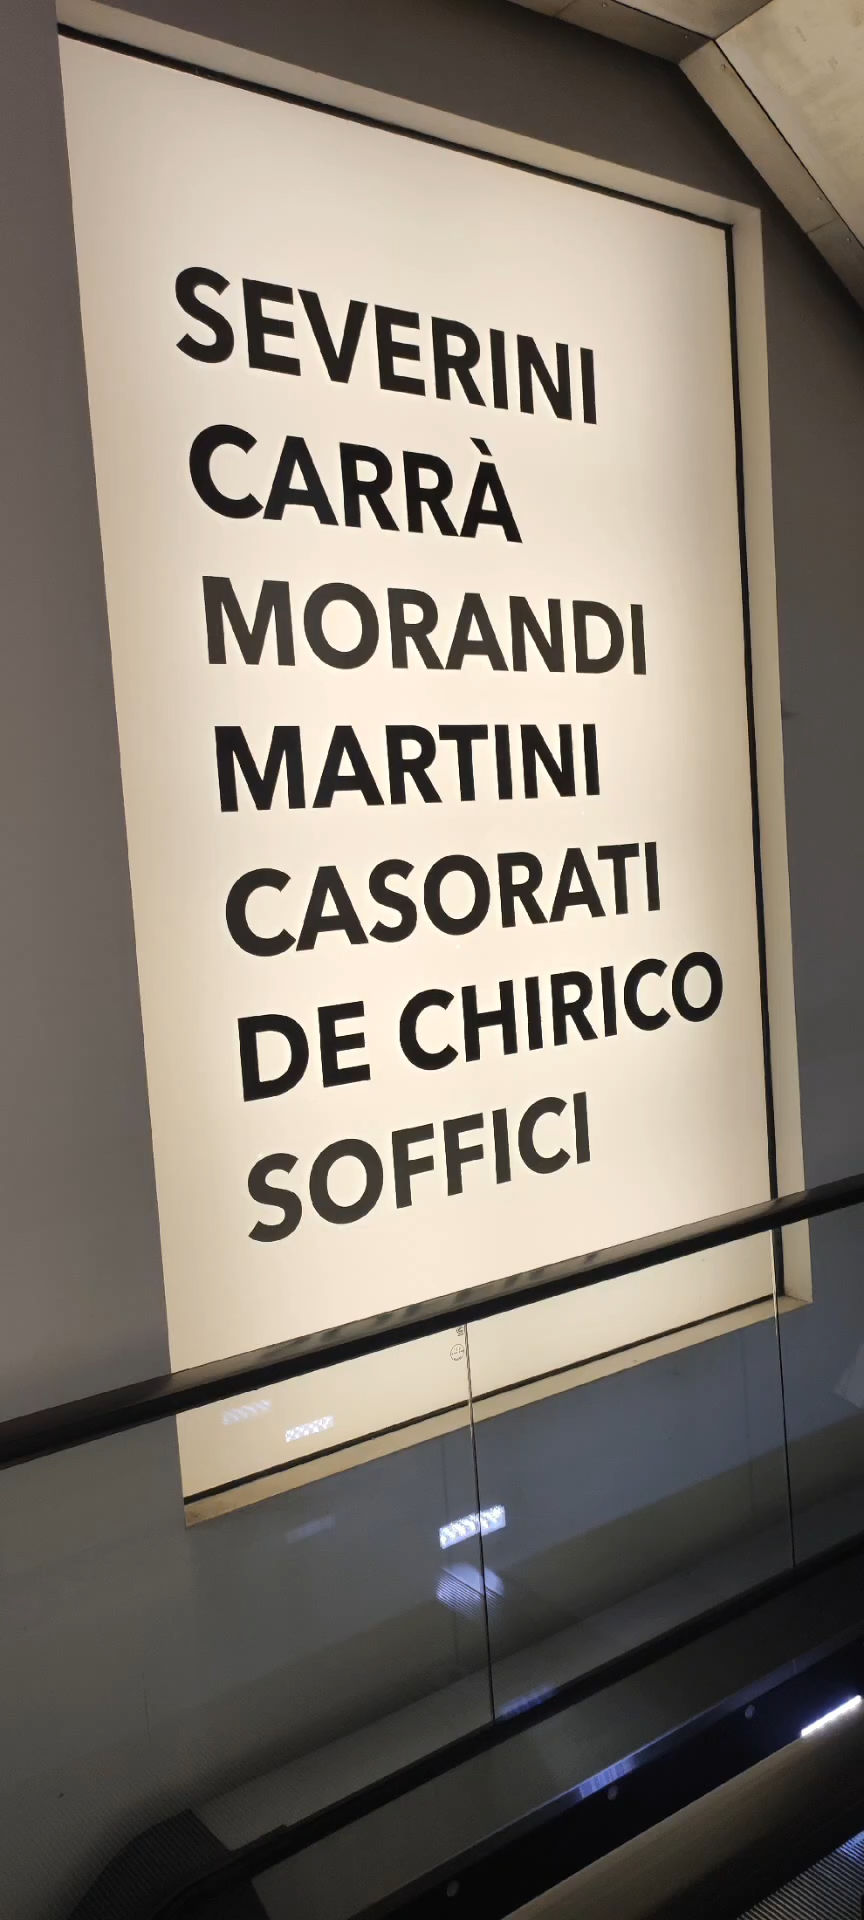 SEVERINI
CARRÀ
MORANDI
MARTINI
CASORATI
DE CHIRICO
SOFFICI